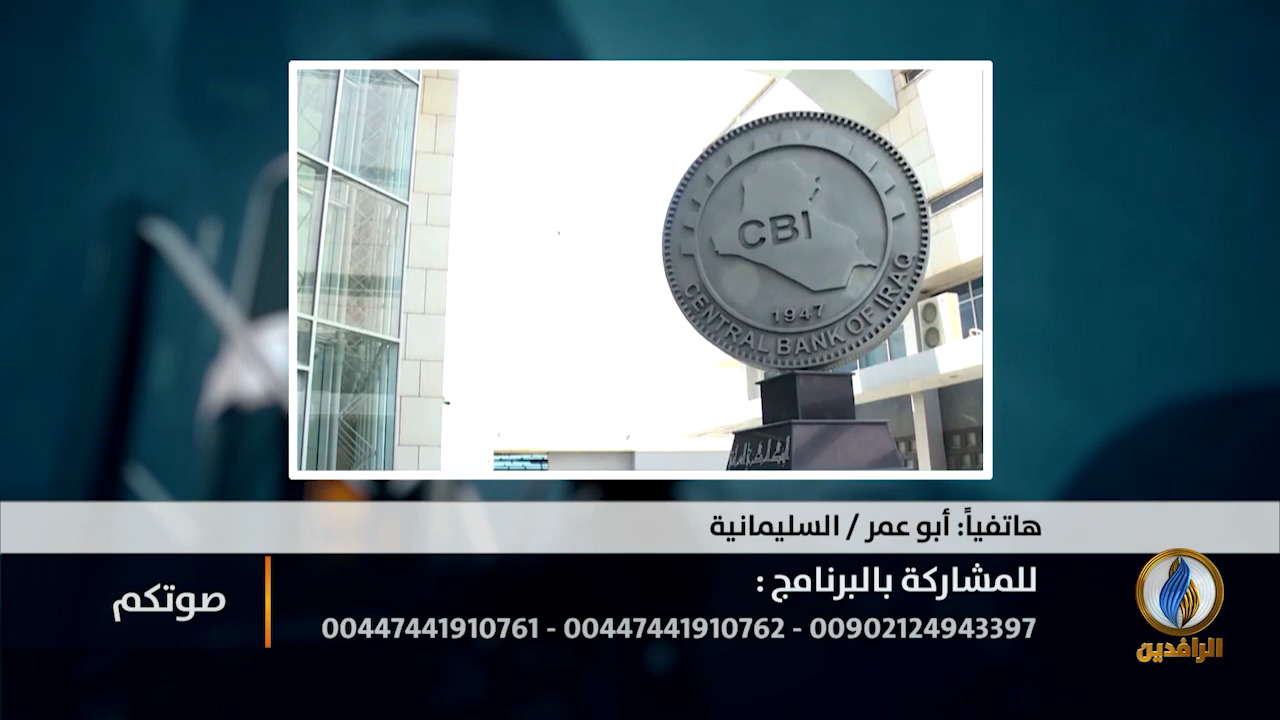 CBI
1947
CENTRAL BANK OF IRAQ
هاتفياً: أبو عمر / السليمانية
للمشاركة بالبرنامج :
00447441910761 - 00447441910762 - 00902124943397
صوتكم
الرافدين